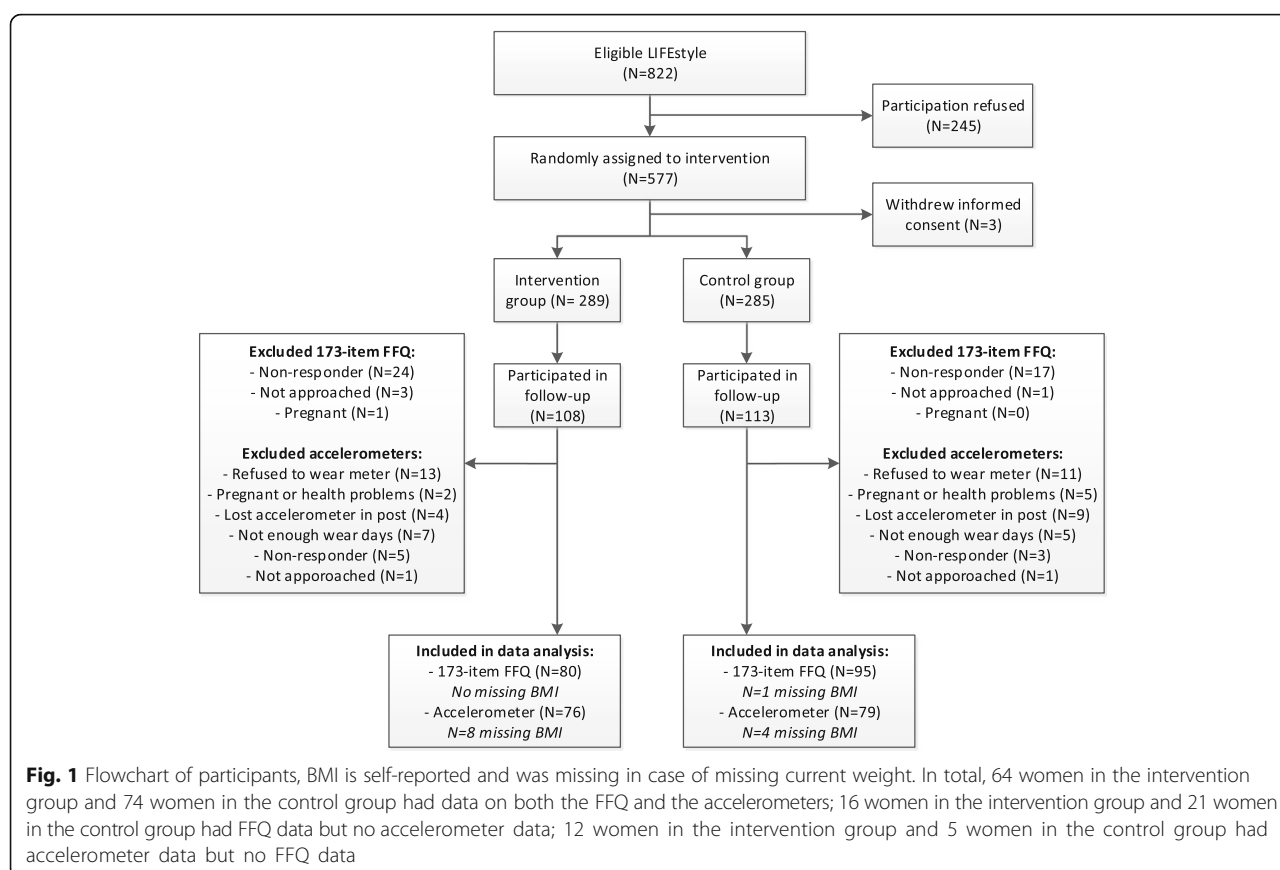 Eligible LIFEstyle
(N=822)
Participation refused
(N=245)
Randomly assigned to intervention
(N=577)
Withdrew informed
consent (N=3)
Intervention
group (N= 289)
Control group
(N=285)
Excluded 173-item FFQ:
- Non-responder (N=24)
- Not approached (N=3)
- Pregnant (N=1)
Excluded accelerometers:
- Refused to wear meter (N=13)
- Pregnant or health problems (N=2)
- Lost accelerometer in post (N=4)
- Not enough wear days (N=7)
- Non-responder (N=5)
- Not apporoached (N=1)
Participated in
follow-up
(N=108)
Participated in
follow-up
(N=113)
Excluded 173-item FFQ:
- Non-responder (N=17)
- Not approached (N=1)
- Pregnant (N=0)
Excluded accelerometers:
- Refused to wear meter (N=11)
- Pregnant or health problems (N=5)
- Lost accelerometer in post (N=9)
- Not enough wear days (N=5)
- Non-responder (N=3)
- Not apporoached (N=1)
Included in data analysis:
- 173-item FFQ (N=80)
No missing BMI
- Accelerometer (N=76)
N=8 missing BMI
Included in data analysis:
- 173-item FFQ (N=95)
N=1 missing BMI
- Accelerometer (N=79)
N=4 missing BMI
Fig. 1 Flowchart of participants, BMI is self-reported and was missing in case of missing current weight. In total, 64 women in the intervention
group and 74 women in the control group had data on both the FFQ and the accelerometers; 16 women in the intervention group and 21 women
in the control group had FFQ data but no accelerometer data; 12 women in the intervention group and 5 women in the control group had
accelerometer data but no FFQ data